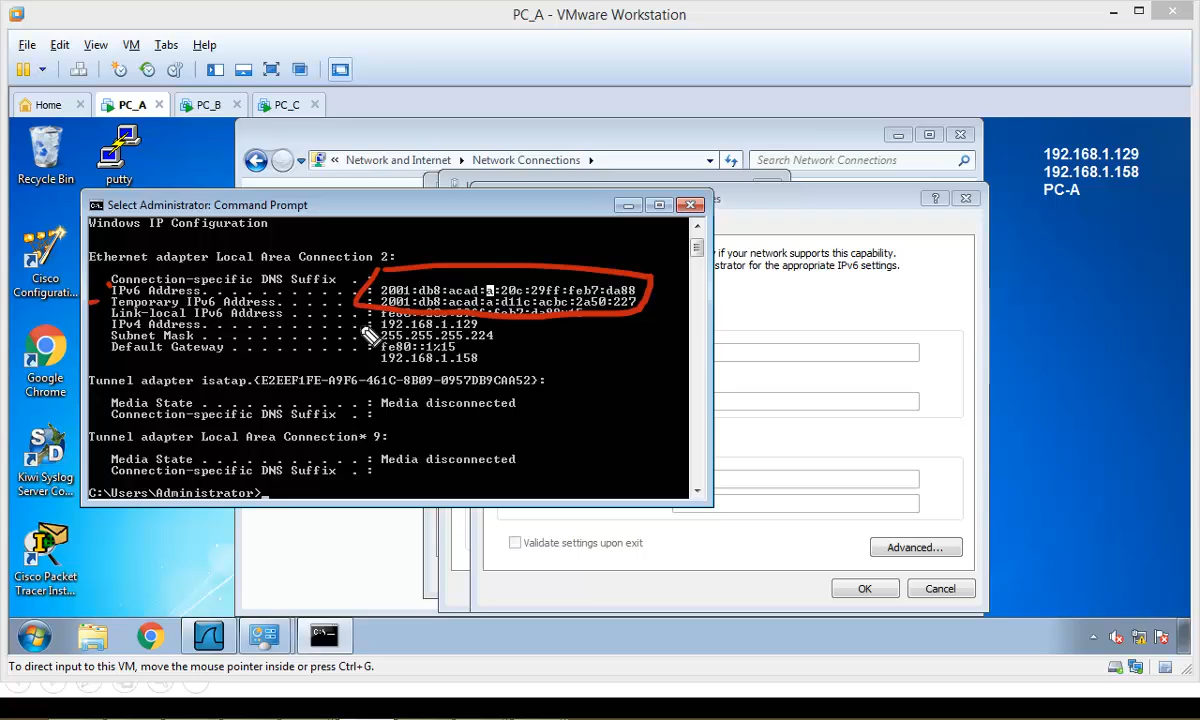 PC_A - VMware Workstation
File Edit View VM Tabs Help
Home PC_A PC_B PC_C
Recycle Bin
putty
Network and Internet Network Connections Search Network Connections
192.168.1.129
192.168.1.158
PC-A
Select Administrator: Command Prompt
Windows IP Configuration
Ethernet adapter Local Area Connection 2:
Connection-specific DNS Suffix . :
IPv6 Address. . . . . . . . . . . : 2001:db8:acad:a:20c:29ff:feb7:da88
Temporary IPv6 Address. . . . . . : 2001:db8:acad:a:d11c:acbc:2a50:227
Link-local IPv6 Address . . . . . :
IPv4 Address. . . . . . . . . . . : 192.168.1.129
Subnet Mask . . . . . . . . . . . : 255.255.255.224
Default Gateway . . . . . . . . . : fe80::1%15
192.168.1.158
Tunnel adapter isatap.{E2EEF1FE-A9F6-461C-8B09-0957DB9CAA52}:
Media State . . . . . . . . . . . : Media disconnected
Connection-specific DNS Suffix . :
Tunnel adapter Local Area Connection* 9:
Media State . . . . . . . . . . . : Media disconnected
Connection-specific DNS Suffix . :
C:\Users\Administrator>_
if your network supports this capability.
for the appropriate IPv6 settings.
Validate settings upon exit
Advanced...
OK Cancel
Cisco
Configurati...
Google
Chrome
Kiwi Syslog
Server Co...
Cisco Packet
Tracer Inst...
To direct input to this VM, move the mouse pointer inside or press Ctrl+G.